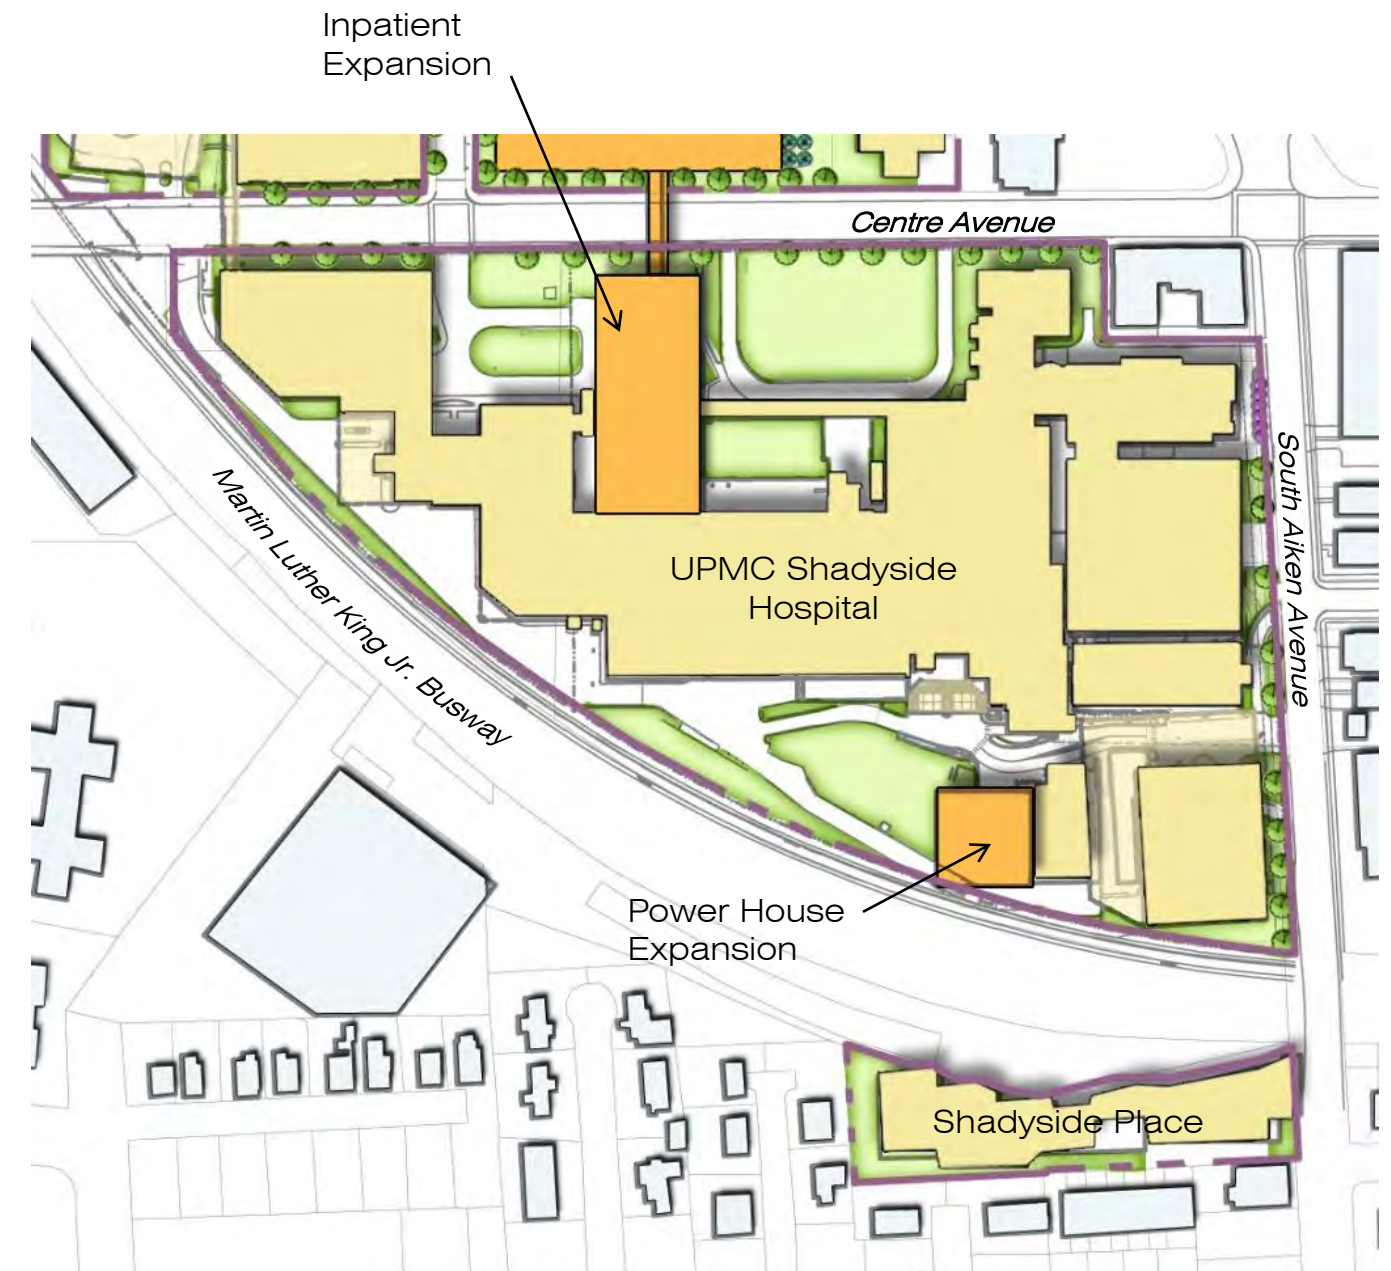 Inpatient
Expansion
Centre Avenue
South Aiken Avenue
Martin Luther King Jr. Busway
UPMC Shadyside
Hospital
Power House
Expansion
Shadyside Place